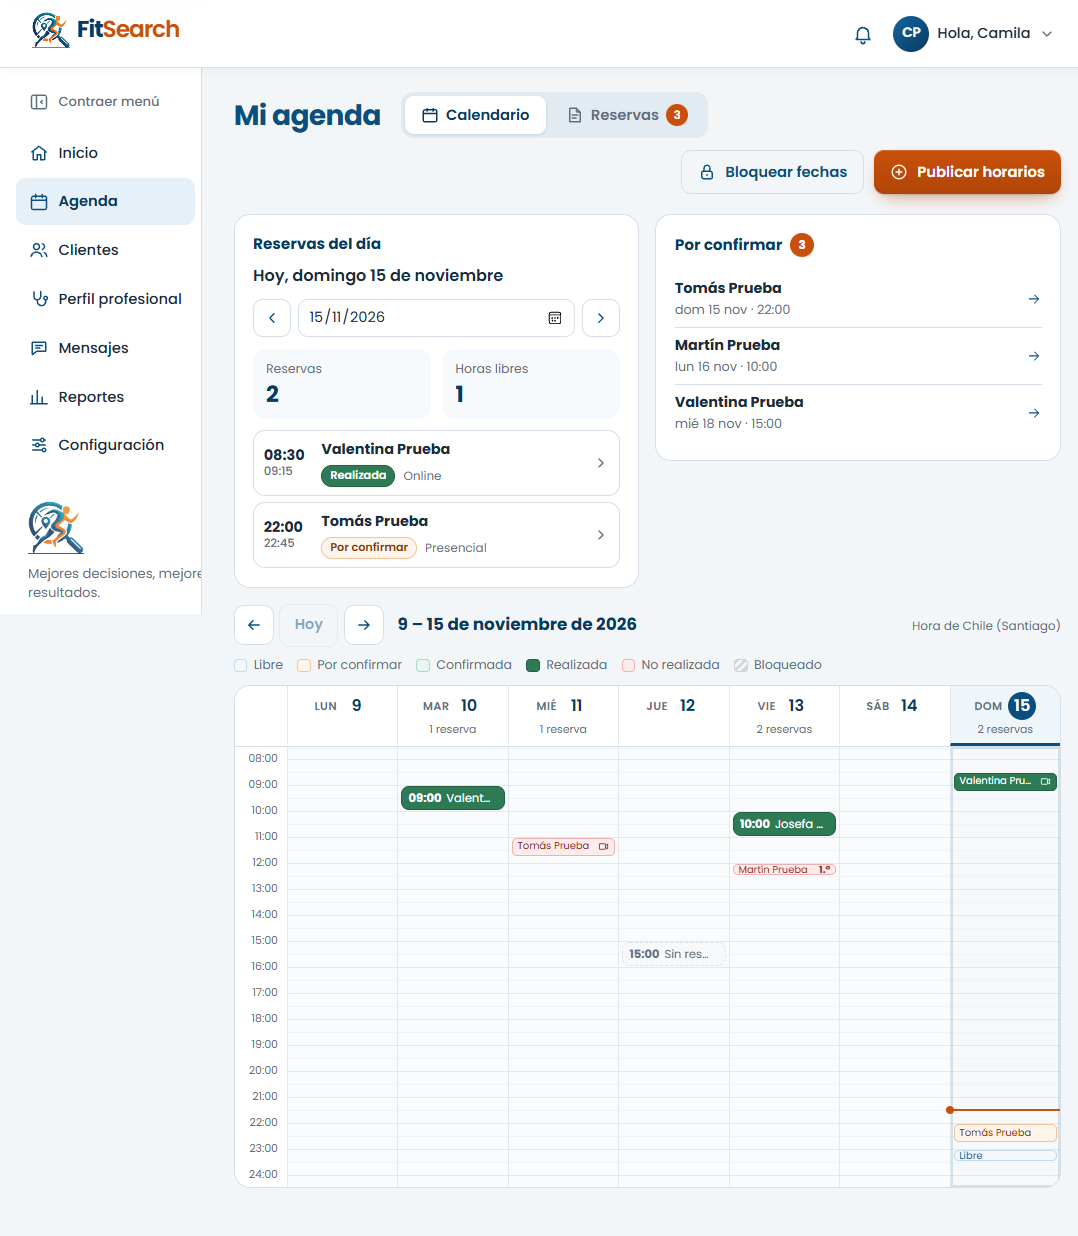 FitSearch
CP Hola, Camila
Contraer menú
Inicio
Agenda
Clientes
Perfil profesional
Mensajes
Reportes
Configuración
Mejores decisiones, mejore
resultados.
Mi agenda
Calendario
Reservas 3
Bloquear fechas
Publicar horarios
Reservas del día
Hoy, domingo 15 de noviembre
15/11/2026
Reservas
2
Horas libres
1
08:30
09:15
Valentina Prueba
Realizada Online
22:00
22:45
Tomás Prueba
Por confirmar Presencial
Por confirmar 3
Tomás Prueba
dom 15 nov · 22:00
Martín Prueba
lun 16 nov · 10:00
Valentina Prueba
mié 18 nov · 15:00
Hoy
9 – 15 de noviembre de 2026
Hora de Chile (Santiago)
Libre Por confirmar Confirmada Realizada No realizada Bloqueado
LUN 9
MAR 10
1 reserva
MIÉ 11
1 reserva
JUE 12
VIE 13
2 reservas
SÁB 14
DOM 15
2 reservas
08:00
09:00
10:00
11:00
12:00
13:00
14:00
15:00
16:00
17:00
18:00
19:00
20:00
21:00
22:00
23:00
24:00
09:00 Valent...
Tomás Prueba
15:00 Sin res...
10:00 Josefa ...
Martín Prueba 1.º
Valentina Pru...
Tomás Prueba
Libre